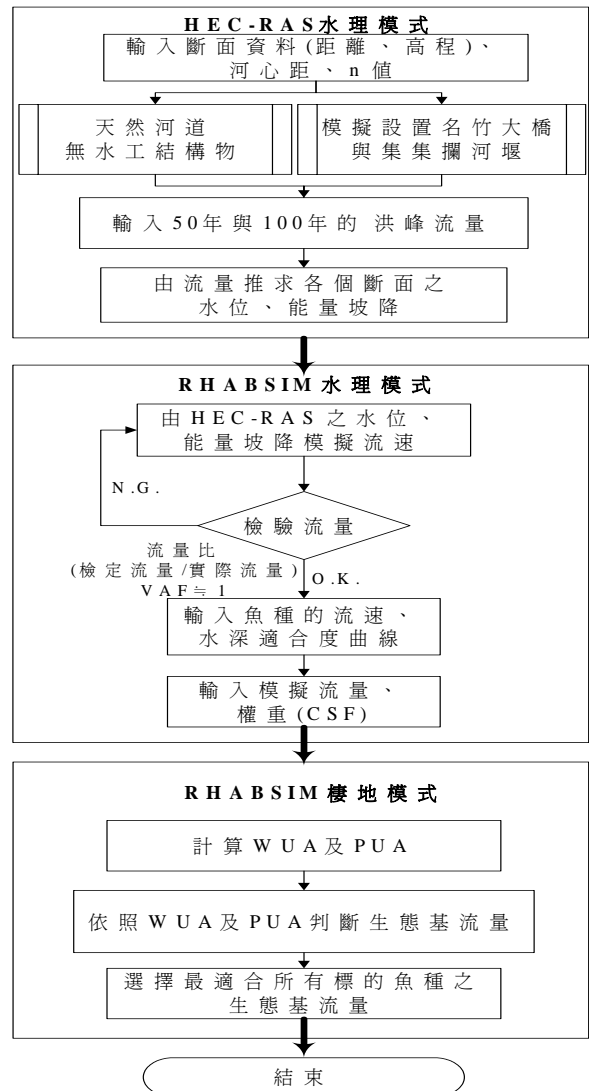 HEC-RAS水理模式
輸入斷面資料(距離、高程)、
河心距、n值
天然河道
無水工結構物
模擬設置名竹大橋
與集集攔河堰
輸入50年與100年的 洪峰流量
由流量推求各個斷面之
水位、能量坡降
RHABSIM水理模式
由HEC-RAS之水位、
能量坡降模擬流速
N.G.
檢驗流量
流量比
(檢定流量/實際流量)
VAF≒1
O.K.
輸入魚種的流速、
水深適合度曲線
輸入模擬流量、
權重(CSF)
RHABSIM棲地模式
計算WUA及PUA
依照WUA及PUA判斷生態基流量
選擇最適合所有標的魚種之
生態基流量
結束